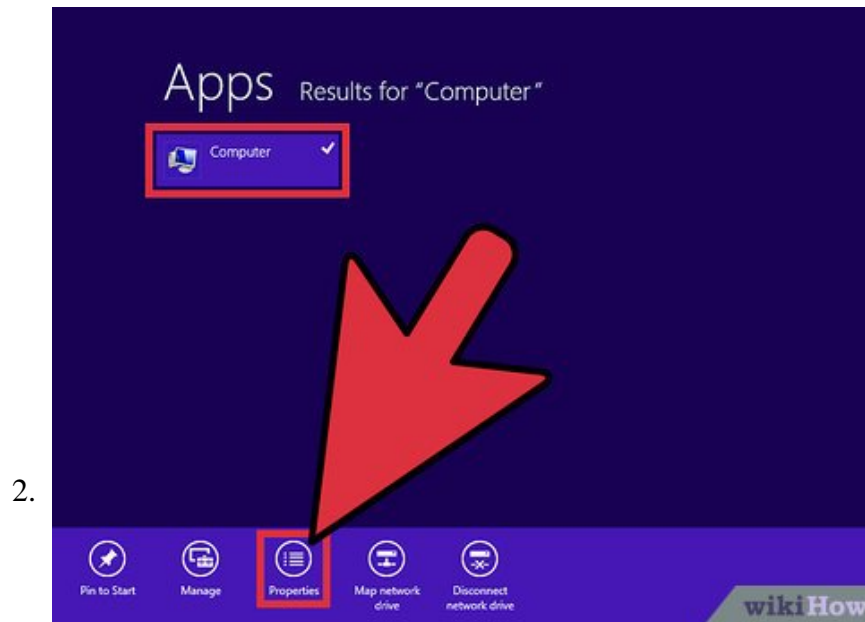 Apps Results for "Computer"
Computer
2.
Pin to Start
Manage
Properties
Map network
drive
Disconnect
network drive
wikiHow